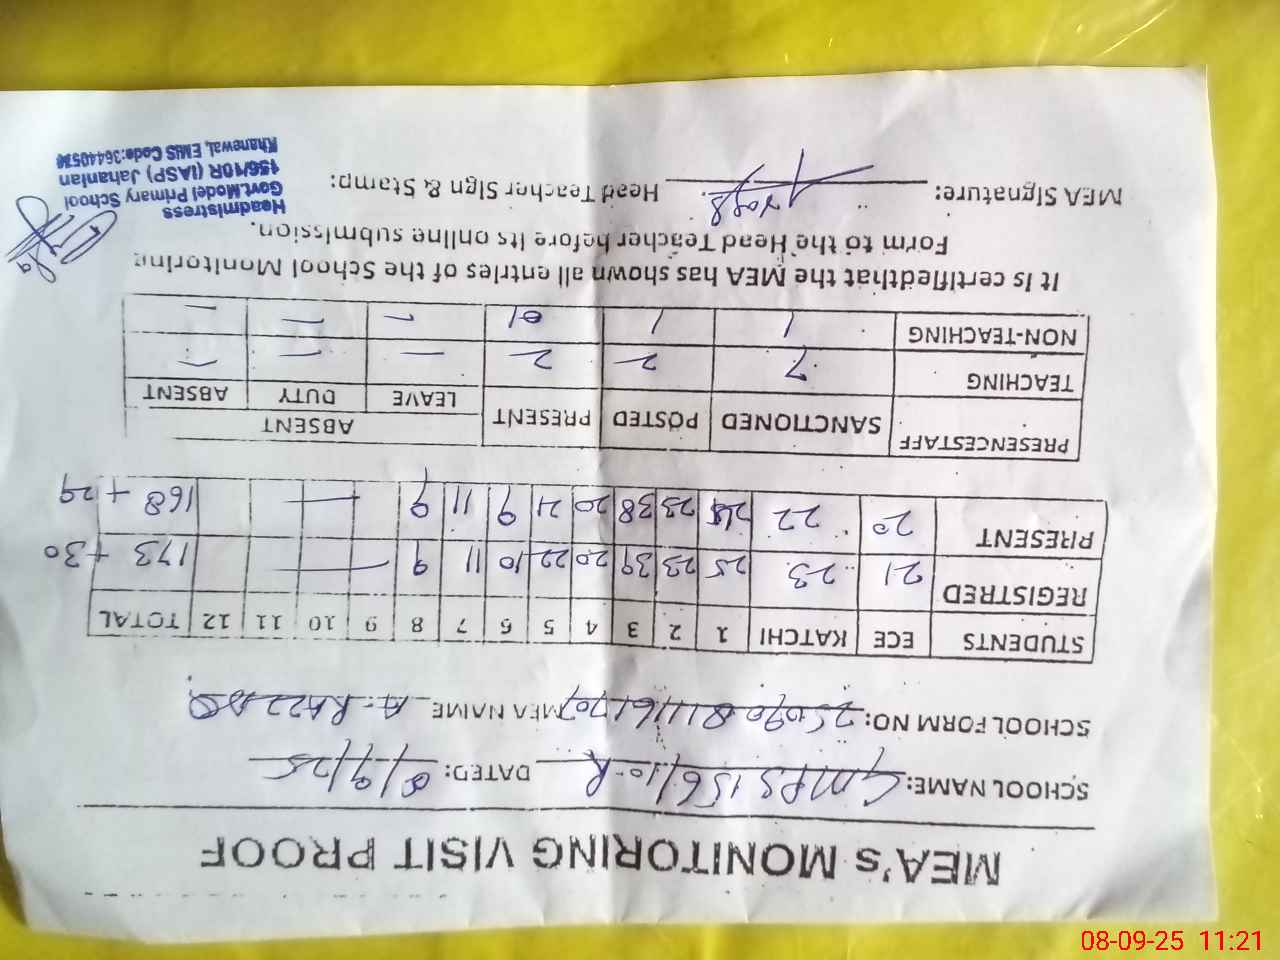 MEA's MONITORING VISIT PROOF
SCHOOL NAME: GMPS 156/10-R DATED: 8/9/25
SCHOOL FORM NO: MEA NAME A. RAZZAQ
STUDENTS ECE KATCHI 1 2 3 4 5 6 7 8 9 10 11 12 TOTAL
REGISTRED 21 23 25 23 39 20 22 10 11 9 — 173 + 30
PRESENT 20 22 23 38 20 21 9 11 9 — 168 + 29
PRESENCESTAFF SANCTIONED POSTED PRESENT ABSENT
LEAVE DUTY ABSENT
TEACHING 7 2 2 — — —
NON-TEACHING 1 1 01 — — —
It is certifiedthat the MEA has shown all entries of the School Monitoring
Form to the Head Teacher before its online submission.
MEA Signature: Head Teacher Sign & Stamp:
Headmistress
Govt.Model Primary School
156/10R (IASP) Jahanian
Khanewal, EMIS Code:
08-09-25 11:21